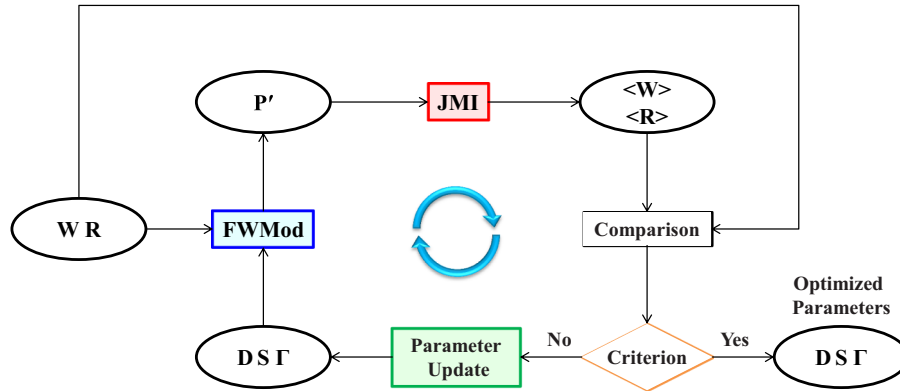 P′
JMI
<W>
<R>
W R
FWMod
Comparison
Optimized
Parameters
D S Γ
Parameter
Update
No
Criterion
Yes
D S Γ